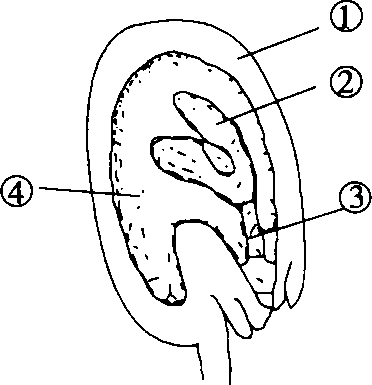 ①
②
③
④